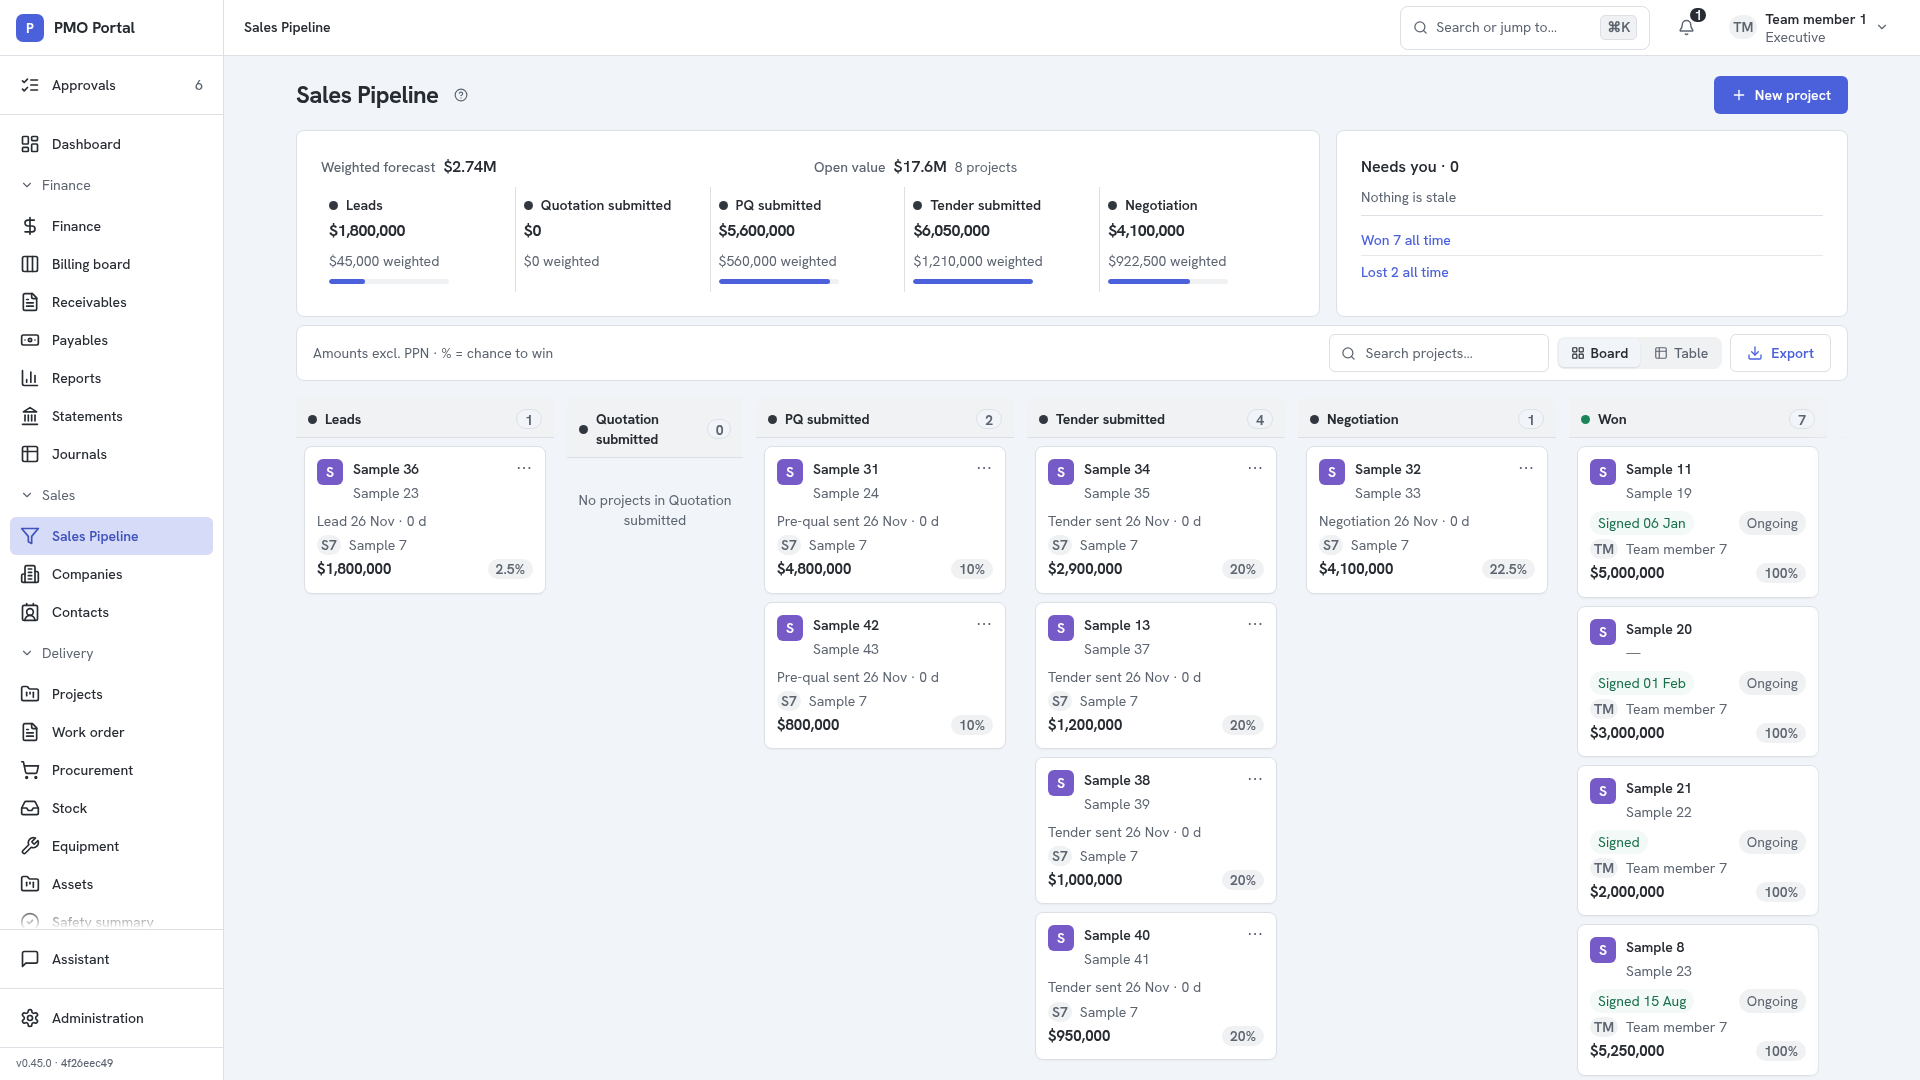 P PMO Portal
Approvals 6
Dashboard
Finance
Finance
Billing board
Receivables
Payables
Reports
Statements
Journals
Sales
Sales Pipeline
Companies
Contacts
Delivery
Projects
Work order
Procurement
Stock
Equipment
Assets
Safety summary
Assistant
Administration
v0.45.0 · 4f26eec49
Sales Pipeline
Search or jump to...
⌘K
1
TM
Team member 1
Executive
Sales Pipeline
New project
Weighted forecast $2.74M
Open value $17.6M 8 projects
Leads
$1,800,000
$45,000 weighted
Quotation submitted
$0
$0 weighted
PQ submitted
$5,600,000
$560,000 weighted
Tender submitted
$6,050,000
$1,210,000 weighted
Negotiation
$4,100,000
$922,500 weighted
Needs you · 0
Nothing is stale
Won 7 all time
Lost 2 all time
Amounts excl. PPN · % = chance to win
Search projects...
Board
Table
Export
Leads 1
S Sample 36 ···
Sample 23
Lead 26 Nov · 0 d
S7 Sample 7
$1,800,000 2.5%
Quotation
submitted 0
No projects in Quotation
submitted
PQ submitted 2
S Sample 31 ···
Sample 24
Pre-qual sent 26 Nov · 0 d
S7 Sample 7
$4,800,000 10%
S Sample 42 ···
Sample 43
Pre-qual sent 26 Nov · 0 d
S7 Sample 7
$800,000 10%
Tender submitted 4
S Sample 34 ···
Sample 35
Tender sent 26 Nov · 0 d
S7 Sample 7
$2,900,000 20%
S Sample 13 ···
Sample 37
Tender sent 26 Nov · 0 d
S7 Sample 7
$1,200,000 20%
S Sample 38 ···
Sample 39
Tender sent 26 Nov · 0 d
S7 Sample 7
$1,000,000 20%
S Sample 40 ···
Sample 41
Tender sent 26 Nov · 0 d
S7 Sample 7
$950,000 20%
Negotiation 1
S Sample 32 ···
Sample 33
Negotiation 26 Nov · 0 d
S7 Sample 7
$4,100,000 22.5%
Won 7
S Sample 11
Sample 19
Signed 06 Jan Ongoing
TM Team member 7
$5,000,000 100%
S Sample 20
—
Signed 01 Feb Ongoing
TM Team member 7
$3,000,000 100%
S Sample 21
Sample 22
Signed Ongoing
TM Team member 7
$2,000,000 100%
S Sample 8
Sample 23
Signed 15 Aug Ongoing
TM Team member 7
$5,250,000 100%